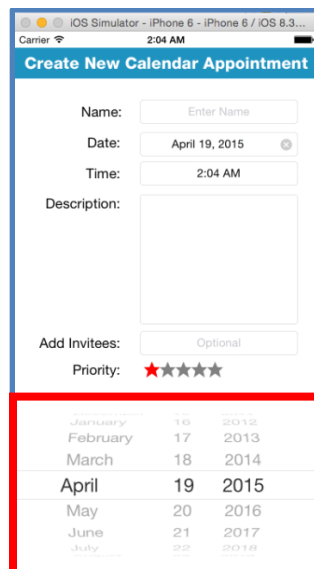 iOS Simulator - iPhone 6 - iPhone 6 / iOS 8.3...
Carrier 2:04 AM
Create New Calendar Appointment
Name: Enter Name
Date: April 19, 2015
Time: 2:04 AM
Description:
Add Invitees: Optional
Priority:
January 16 2012
February 17 2013
March 18 2014
April 19 2015
May 20 2016
June 21 2017
July 22 2018